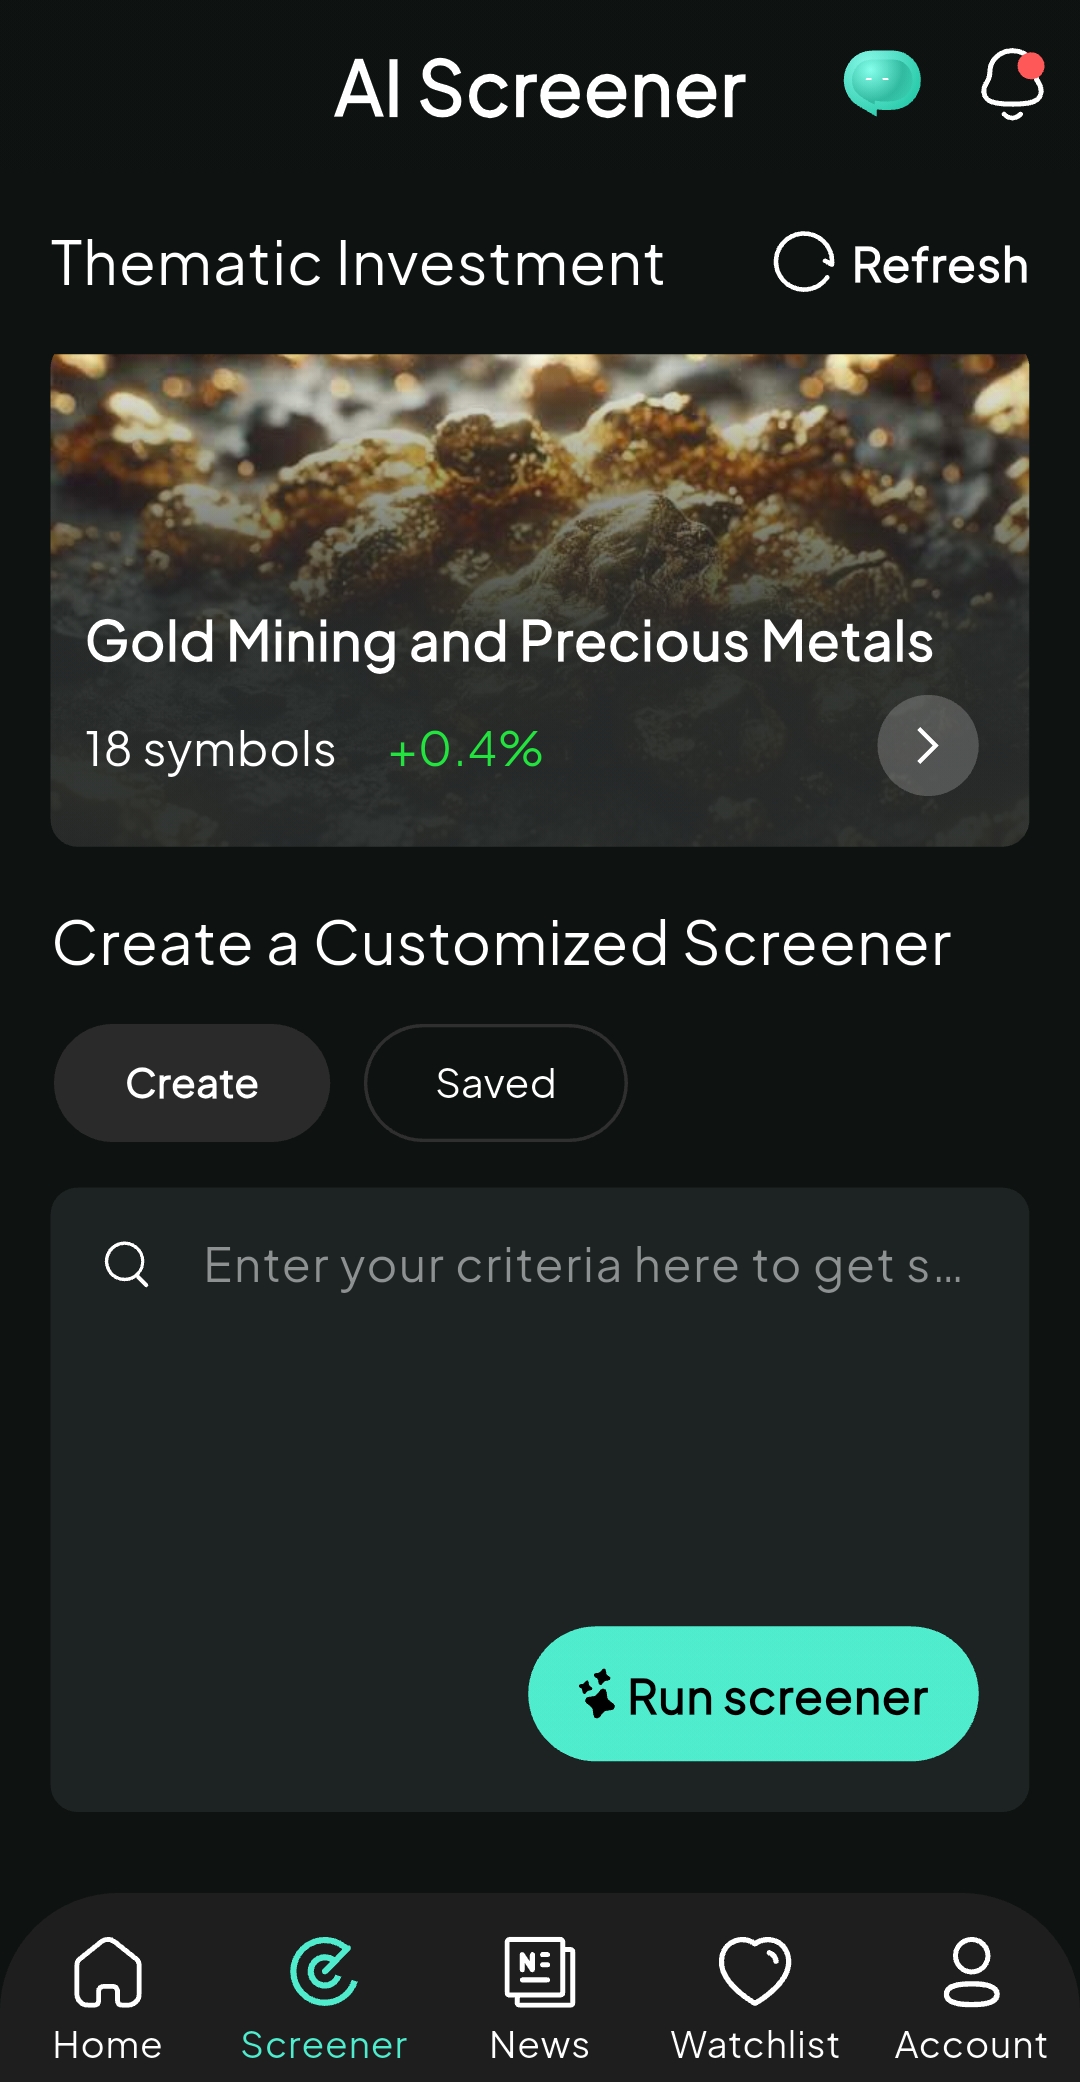 AI Screener
Thematic Investment
Refresh
Gold Mining and Precious Metals
18 symbols +0.4%
Create a Customized Screener
Create
Saved
Enter your criteria here to get s...
Run screener
Home
Screener
News
Watchlist
Account